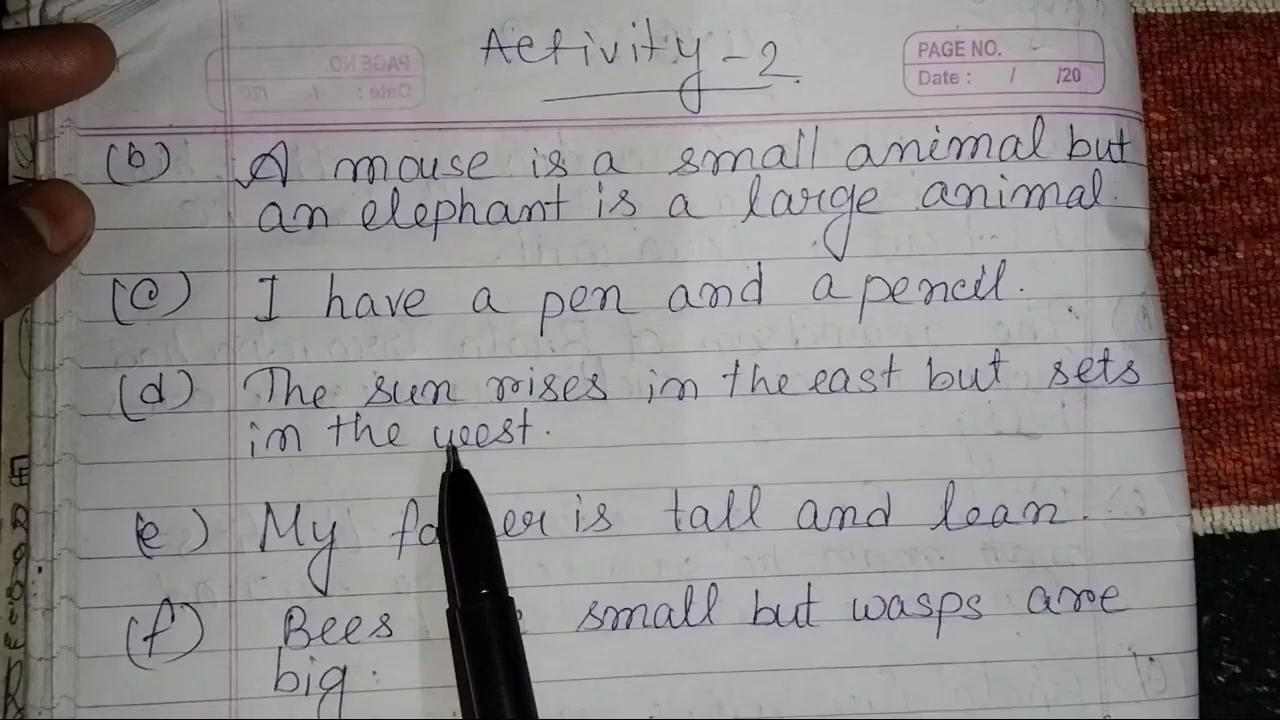 Activity-2
PAGE NO.
Date : / /20
(b) A mouse is a small animal but
an elephant is a large animal.
(c) I have a pen and a pencil.
(d) The sun rises in the east but sets
in the west.
(e) My is tall and lean.
(f) Bees small but wasps are
big.